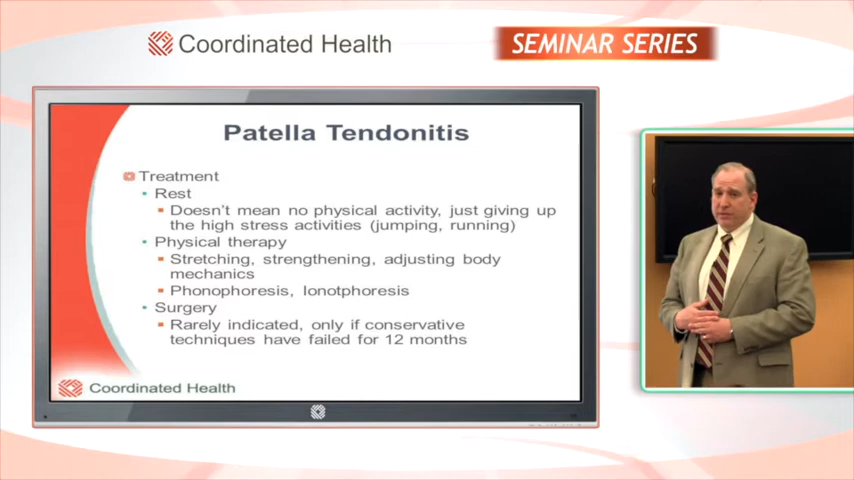 Coordinated Health
SEMINAR SERIES
Patella Tendonitis
Treatment
Rest
Doesn't mean no physical activity, just giving up
the high stress activities (jumping, running)
Physical therapy
Stretching, strengthening, adjusting body
mechanics
Phonophoresis, Ionotphoresis
Surgery
Rarely indicated, only if conservative
techniques have failed for 12 months
Coordinated Health